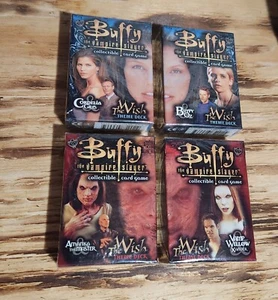 Buffy
the vampire slayer
collectible card game
Cordelia
The Wish
THEME DECK
Buffy
the vampire slayer
collectible card game
Buffy
The Wish
THEME DECK
Buffy
the vampire slayer
collectible card game
The Wish
THEME DECK
Buffy
the vampire slayer
collectible card game
Vamp
Willow
The Wish
THEME DECK